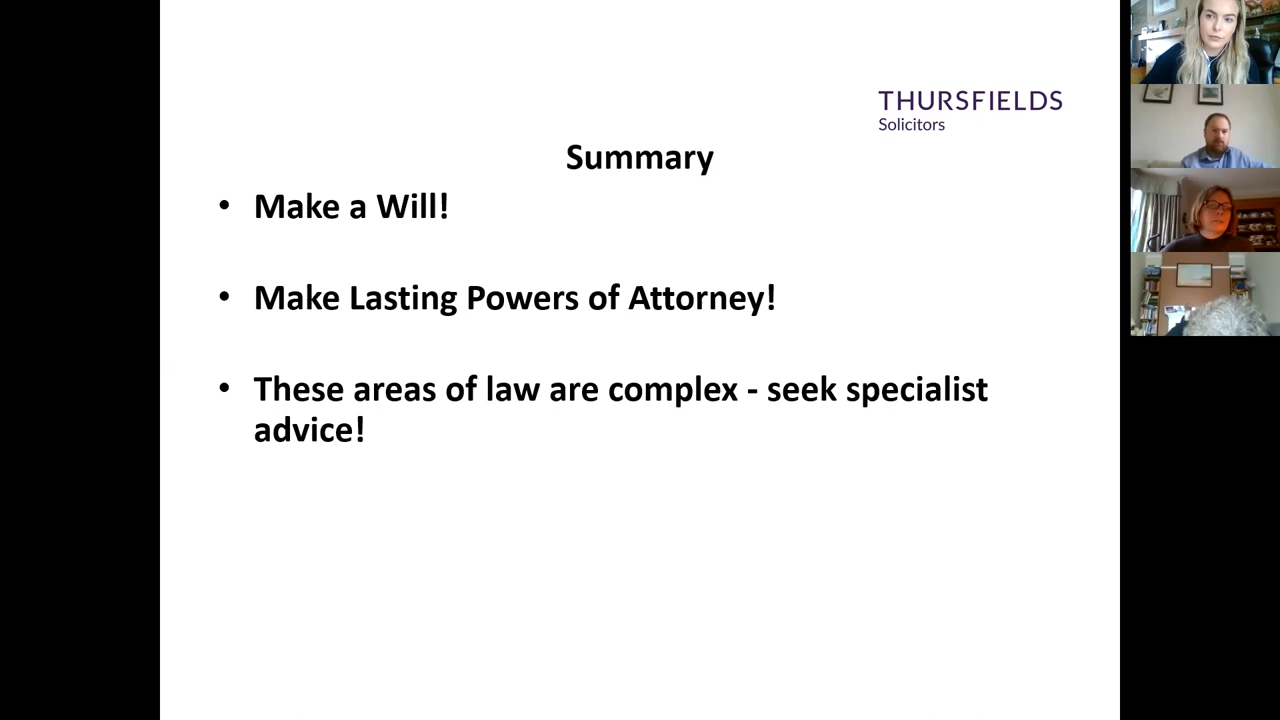 THURSFIELDS
Solicitors
Summary
• Make a Will!
• Make Lasting Powers of Attorney!
• These areas of law are complex - seek specialist
advice!